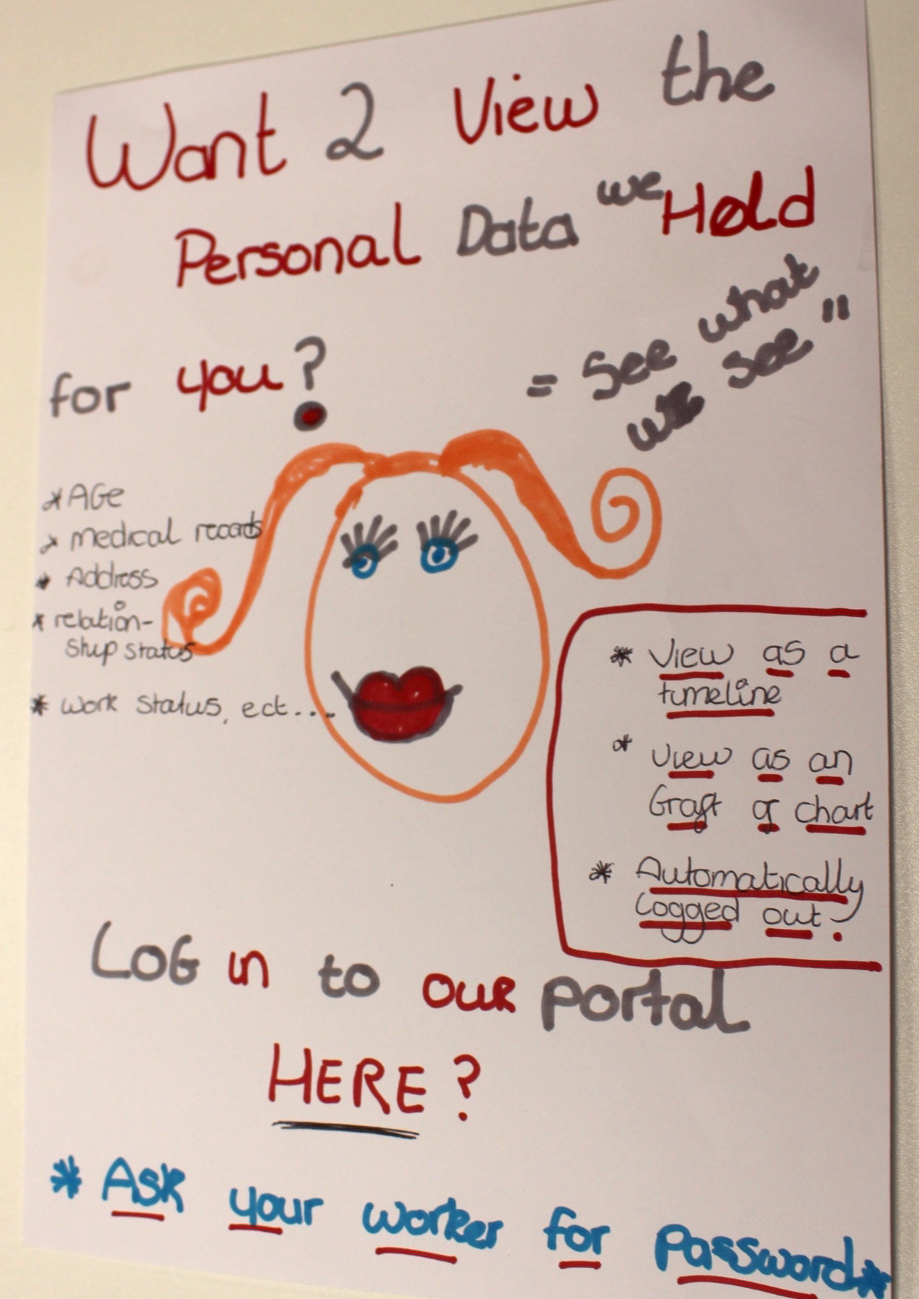 Want 2 View the
Personal Data we Hold
for you?
= See what
we see "
* AGE
* medical records
* Address
* relation-
ship status
* work status, ect....
* View as a
timeline
* View as an
Graft or chart
* Automatically
logged out.
LOG in to our portal
HERE?
* Ask your worker for Password*